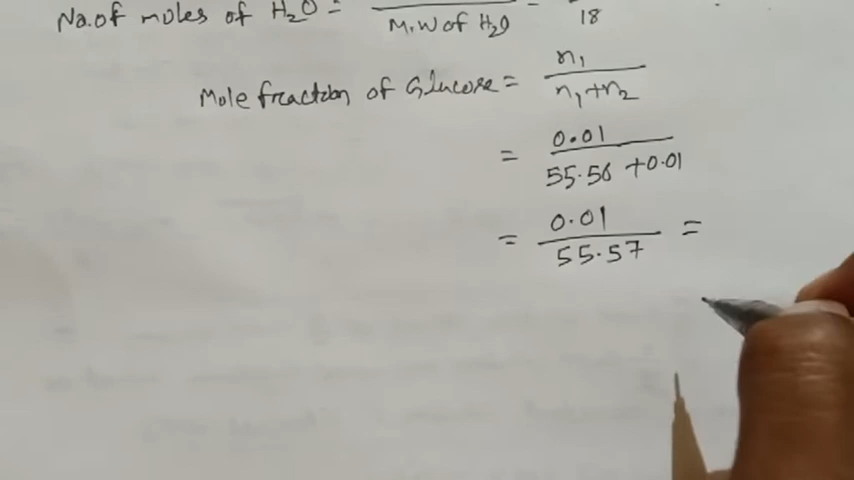 No. of moles of H₂O = ――― = ―
M.W of H₂O 18
Mole fraction of Glucose = n₁ / n₁+n₂
= 0.01 / 55.56 +0.01
= 0.01 / 55.57 =